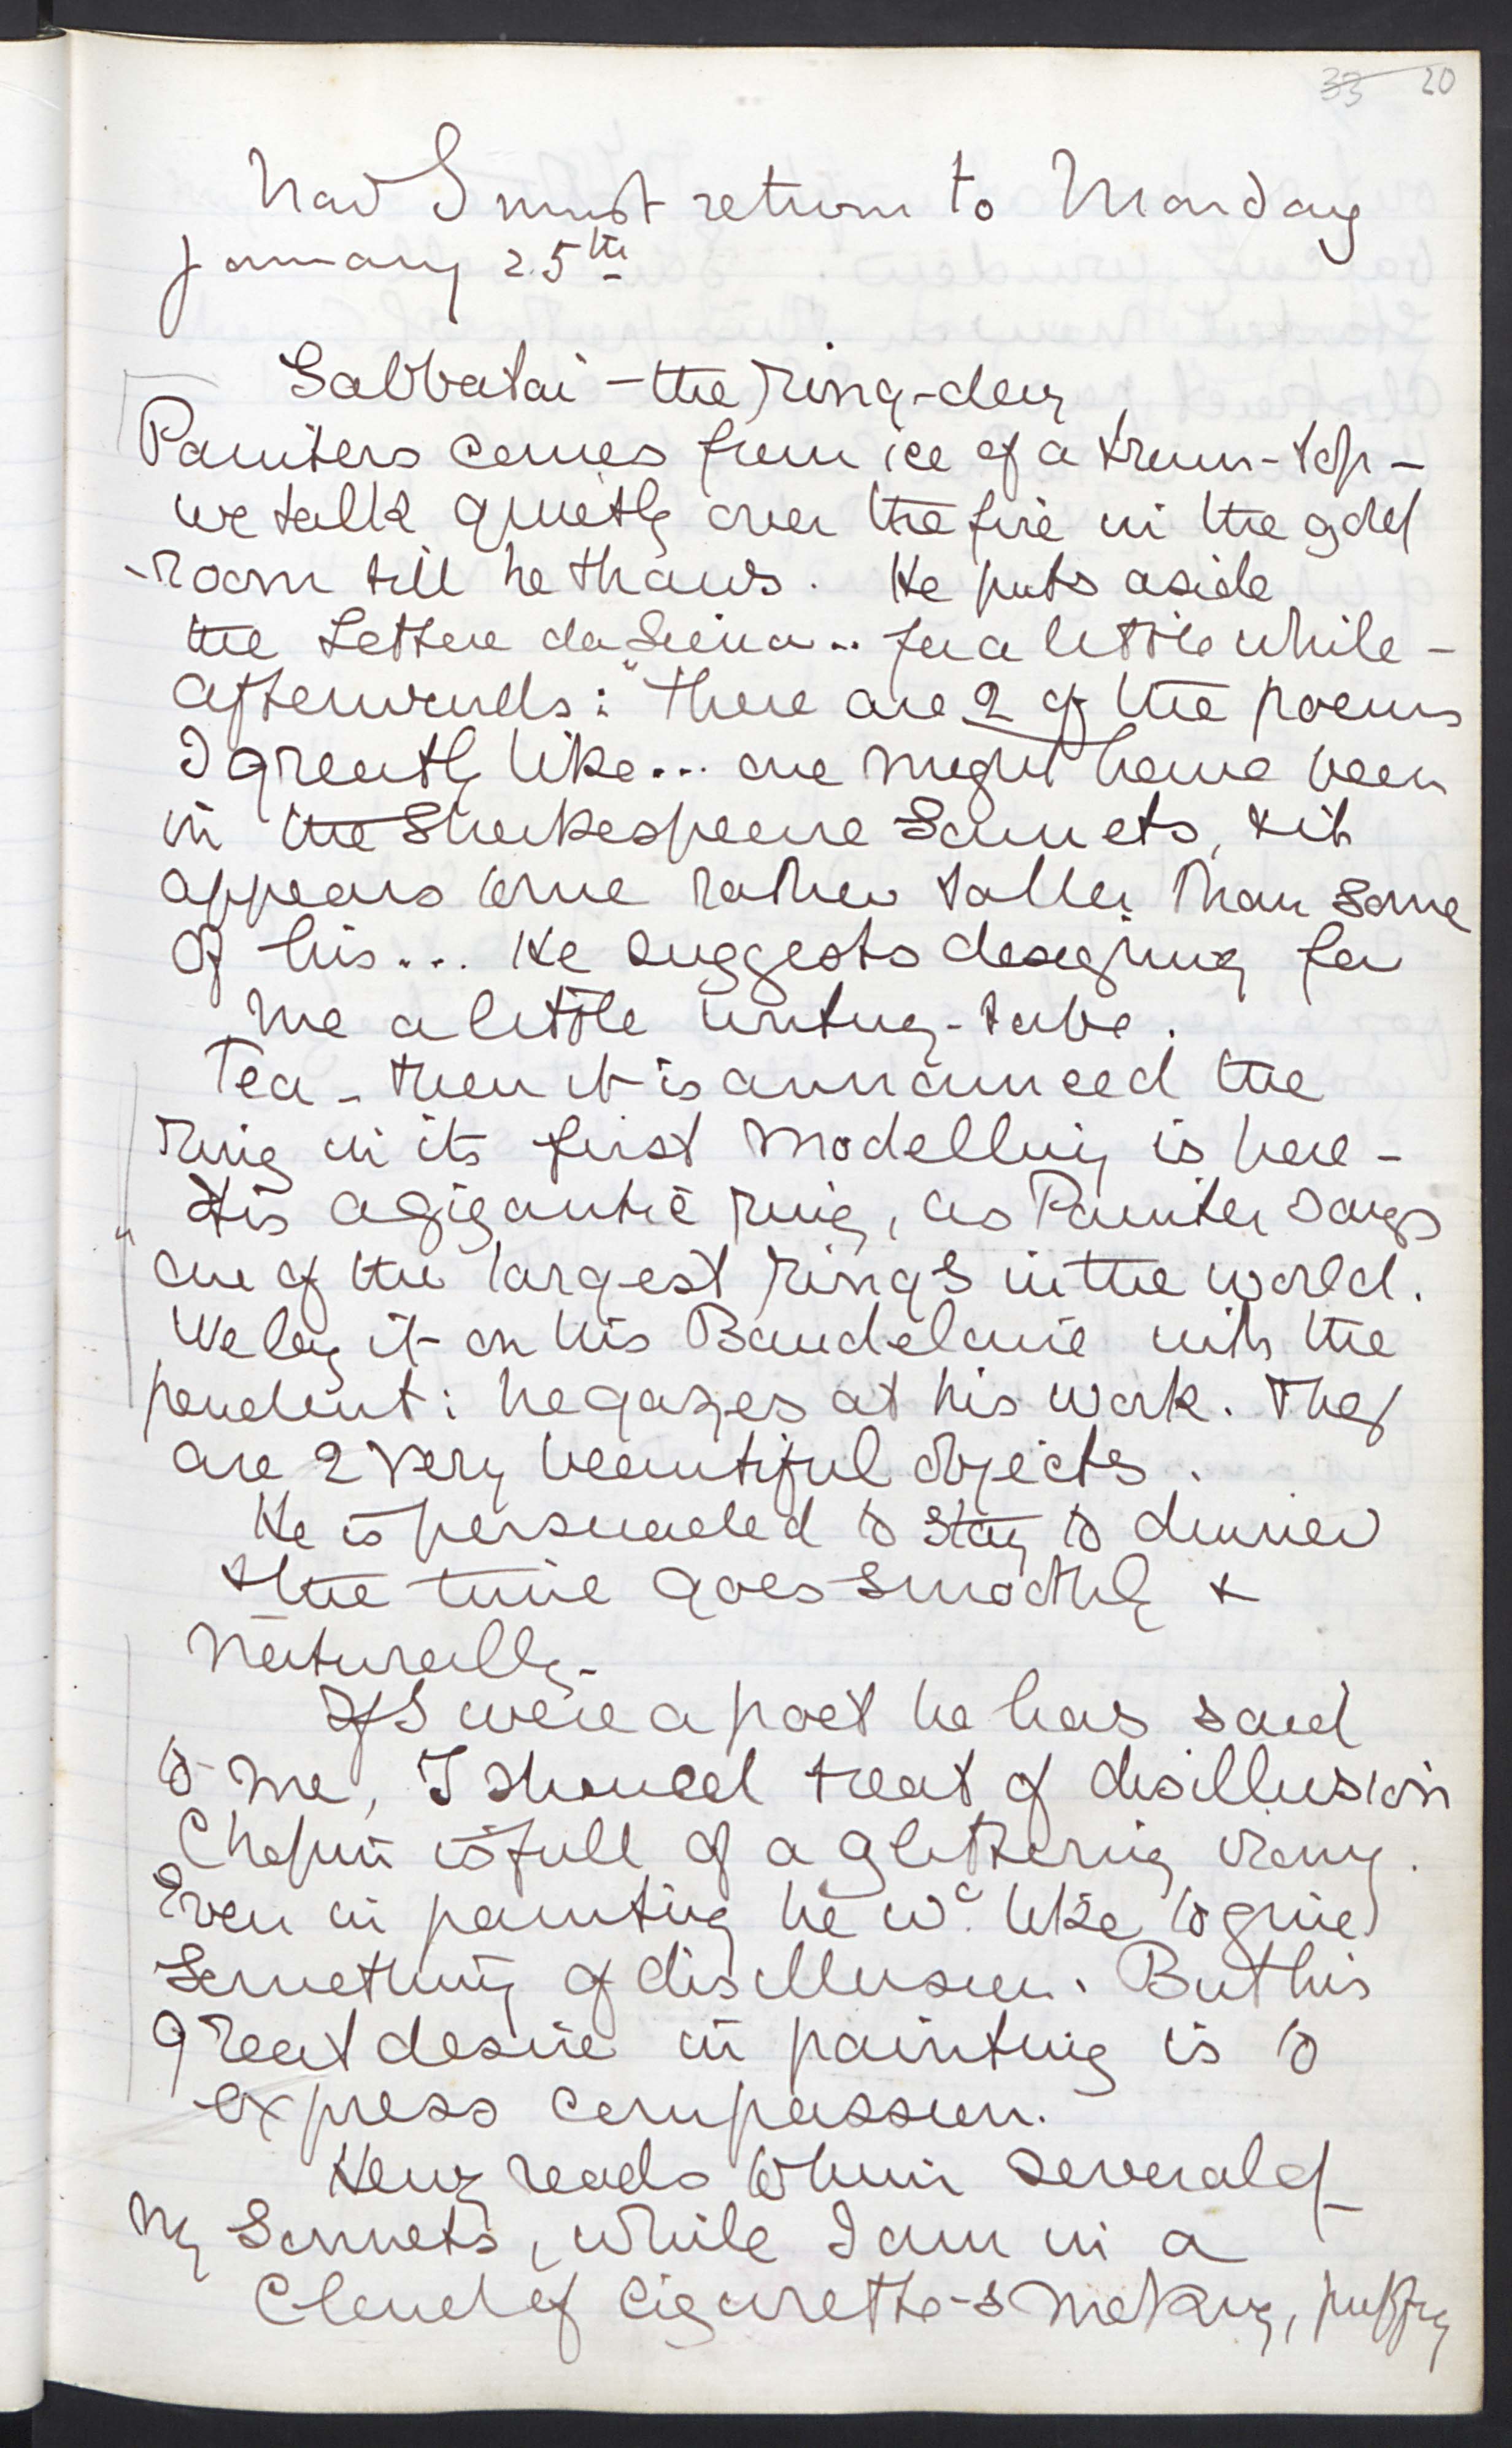 33 20
Now I must return to Monday
January 25th
Sabbatai - the ring-day
Painters comes from ice of a tram-top -
we talk quietly over the fire in the gold
-room till he thaws. He puts aside
the Lettere da Siena.. for a little while -
afterwards: "there are 2 of the poems
I greatly like... one might have been
in the Shakespeare Sonnets, & it
appears to me rather taller than some
of his... He suggests designing for
me a little writing-table.
Tea - then it is announced the
ring in its first modelling is here -
It is a gigantic ring, as Painter says
one of the largest rings in the world.
We lay it on his Baudelaire with the
pendent: he gazes at his work. They
are 2 very beautiful objects.
He is persuaded to stay to dinner
& the time goes smoothly &
naturally -
If I were a poet he has said
to me, I should treat of disillusion
Chopin is full of a glittering irony.
Even in painting he wd. like to give
something of disillusion. But his
great desire in painting is to
express compassion.
Heny reads to him several of
my Sonnets, while I am in a
cloud of cigarette-smoking, puffing